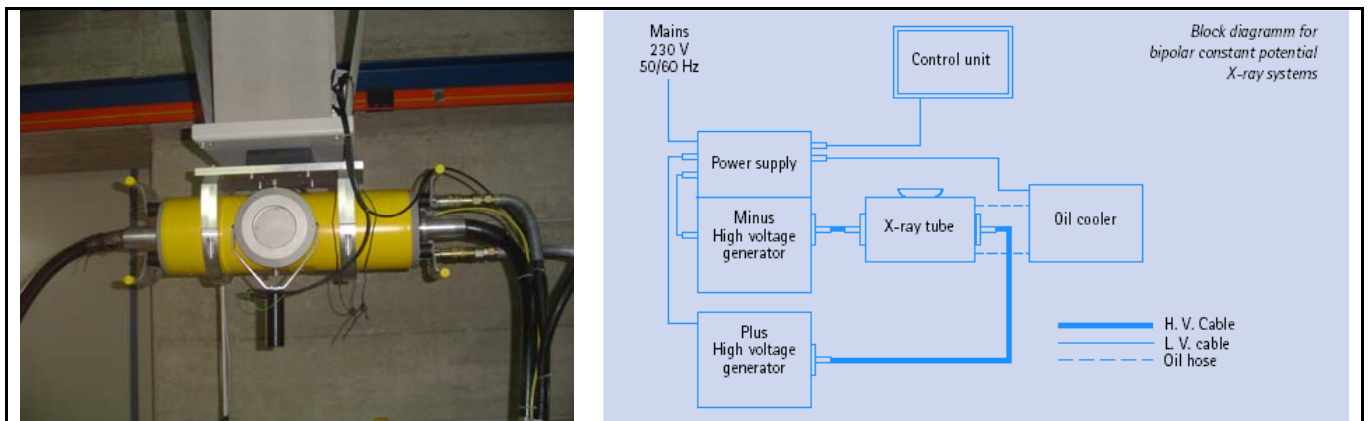 Mains
230 V
50/60 Hz
Control unit
Block diagramm for
bipolar constant potential
X-ray systems
Power supply
Minus
High voltage
generator
X-ray tube
Oil cooler
Plus
High voltage
generator
H. V. Cable
L. V. cable
Oil hose